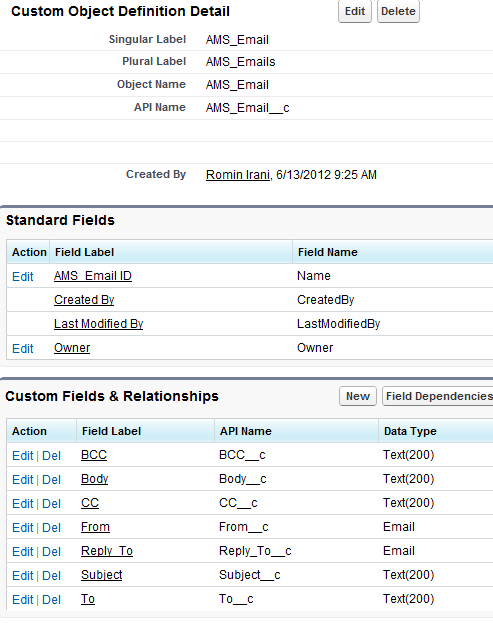 Custom Object Definition Detail Edit Delete
Singular Label AMS_Email
Plural Label AMS_Emails
Object Name AMS_Email
API Name AMS_Email__c
Created By Romin Irani, 6/13/2012 9:25 AM
Standard Fields
Action Field Label Field Name
Edit AMS_Email ID Name
Created By CreatedBy
Last Modified By LastModifiedBy
Edit Owner Owner
Custom Fields & Relationships New Field Dependencies
Action Field Label API Name Data Type
Edit | Del BCC BCC__c Text(200)
Edit | Del Body Body__c Text(200)
Edit | Del CC CC__c Text(200)
Edit | Del From From__c Email
Edit | Del Reply_To Reply_To__c Email
Edit | Del Subject Subject__c Text(200)
Edit | Del To To__c Text(200)